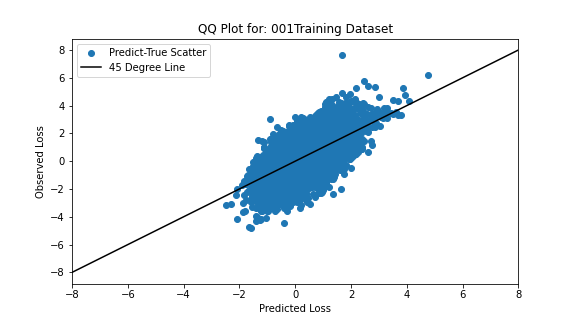 QQ Plot for: 001Training Dataset
Predict-True Scatter
45 Degree Line
Observed Loss
8
6
4
2
0
−2
−4
−6
−8
−8 −6 −4 −2 0 2 4 6 8
Predicted Loss